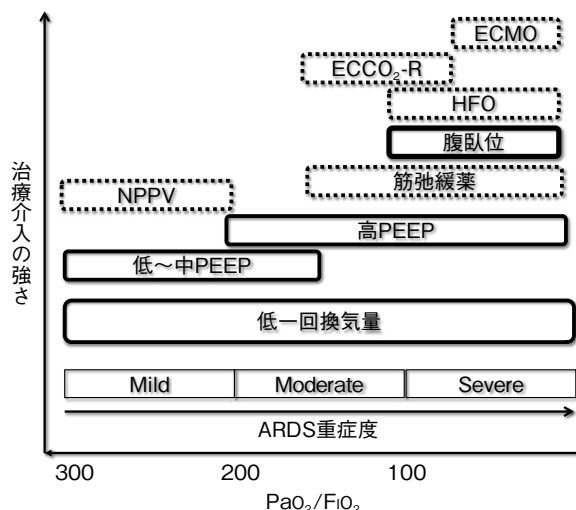 ECMO
ECCO₂-R
HFO
腹臥位
筋弛緩薬
NPPV
高PEEP
低〜中PEEP
低一回換気量
治療介入の強さ
Mild Moderate Severe
ARDS重症度
300 200 100
PaO₂/FIO₂